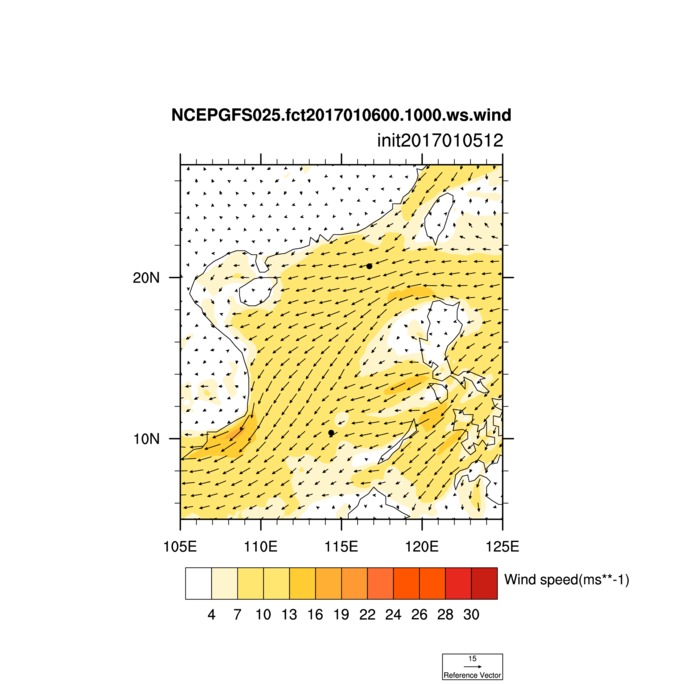 NCEPGFS025.fct2017010600.1000.ws.wind
init2017010512
20N
10N
105E 110E 115E 120E 125E
Wind speed(ms**-1)
4 7 10 13 16 19 22 24 26 28 30
15
Reference Vector